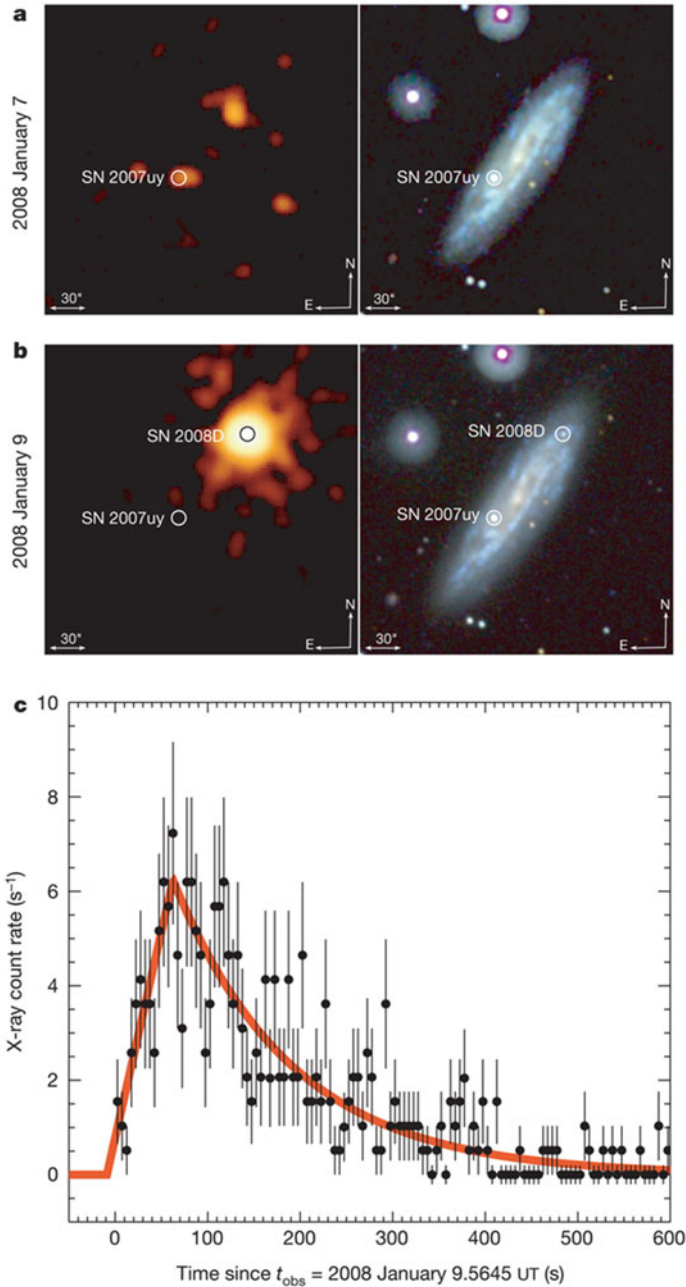 a
2008 January 7
SN 2007uy
30"
N
E
SN 2007uy
30"
N
E
b
2008 January 9
SN 2008D
SN 2007uy
30"
N
E
SN 2008D
SN 2007uy
30"
N
E
c
X-ray count rate (s⁻¹)
10
8
6
4
2
0
0 100 200 300 400 500 600
Time since t_obs = 2008 January 9.5645 UT (s)